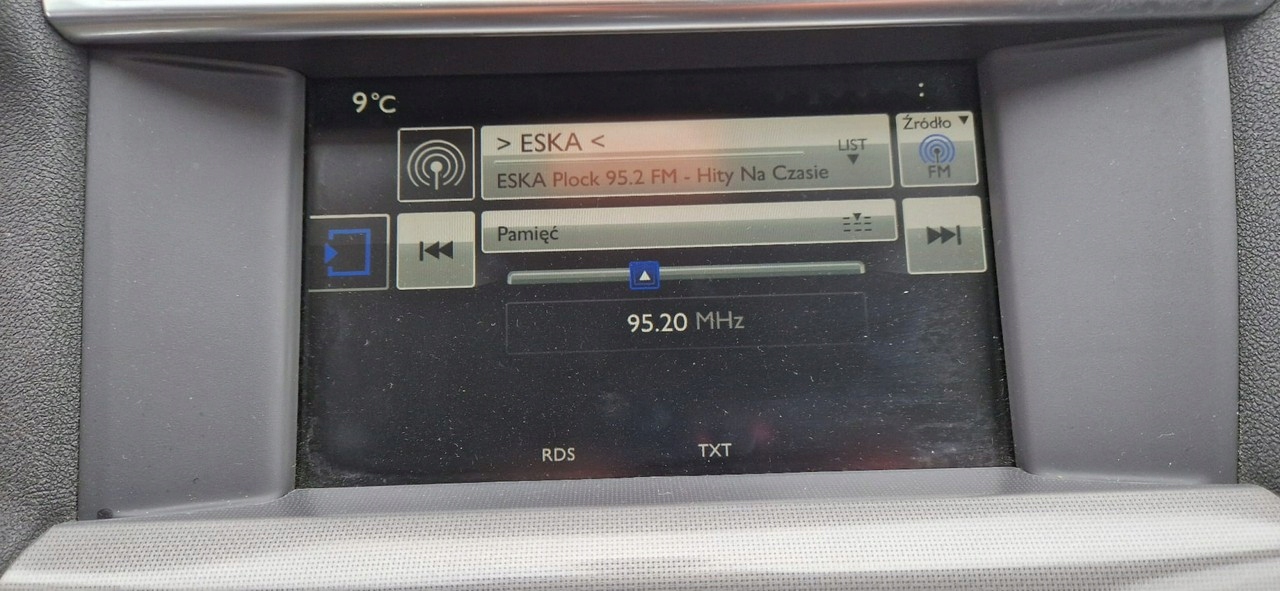 9°C
:
> ESKA <
LIST
ESKA Plock 95.2 FM - Hity Na Czasie
Źródło
FM
Pamięć
95.20 MHz
RDS
TXT